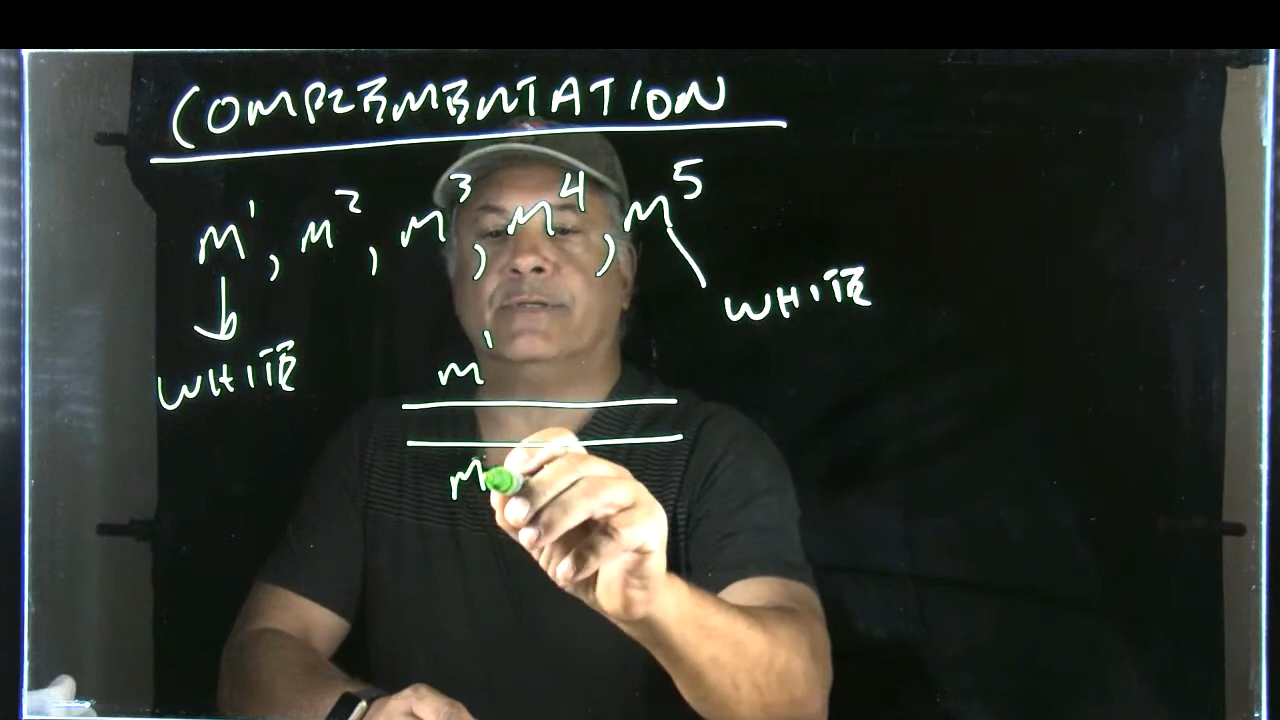 COMPLEMENTATION
m¹, m², m³, m⁴, m⁵
WHITE
WHITE
m¹
m